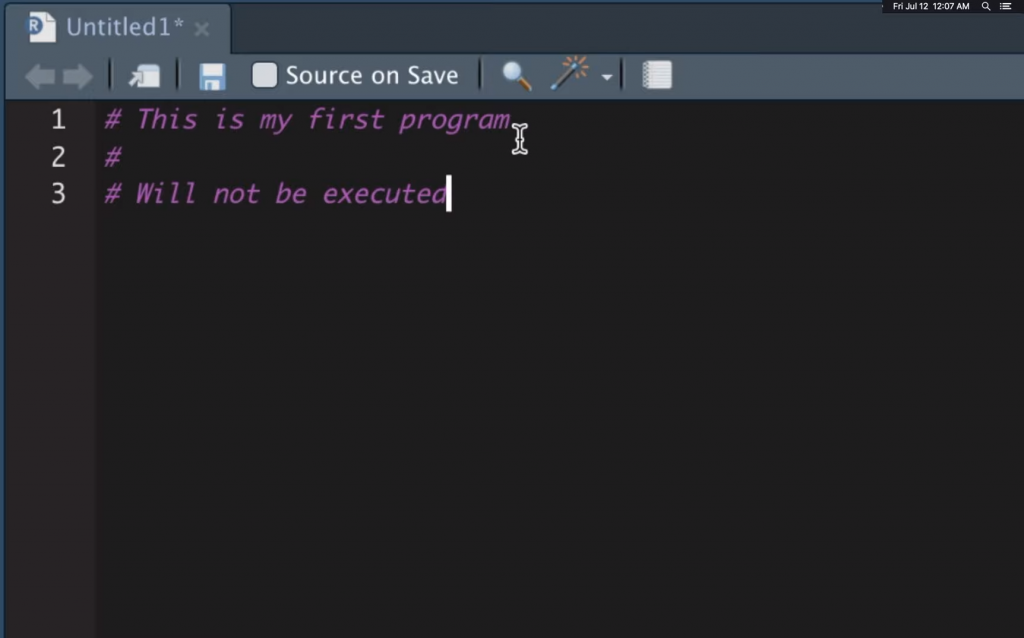 Fri Jul 12 12:07 AM
R Untitled1*
Source on Save
1 # This is my first program
2 #
3 # Will not be executed